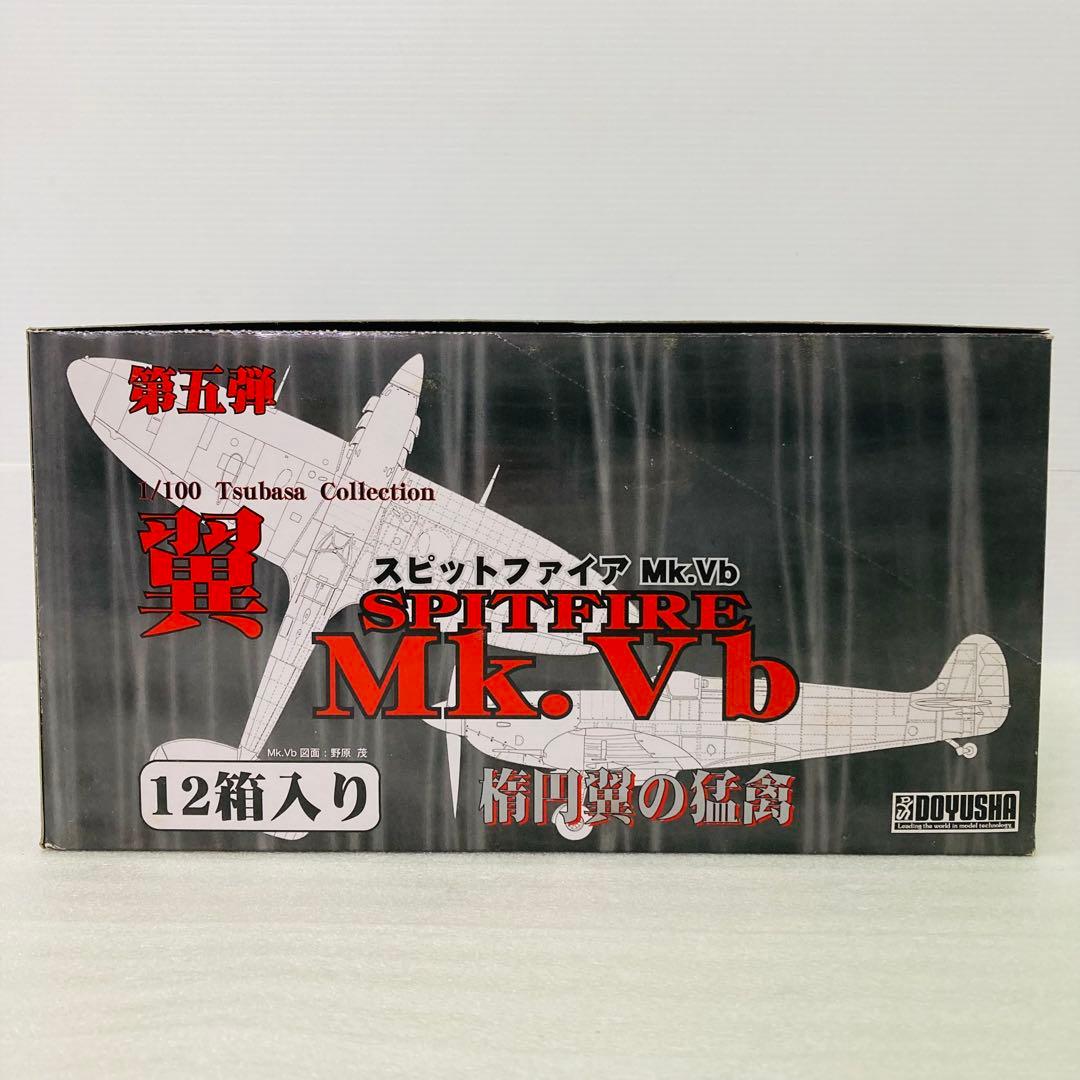 第五弾
1/100 Tsubasa Collection
翼
スピットファイア Mk.Vb
SPITFIRE
Mk.Vb
Mk.Vb 図面：野原 茂
12箱入り
楕円翼の猛禽
DOYUSHA
Leading the world in model technology.